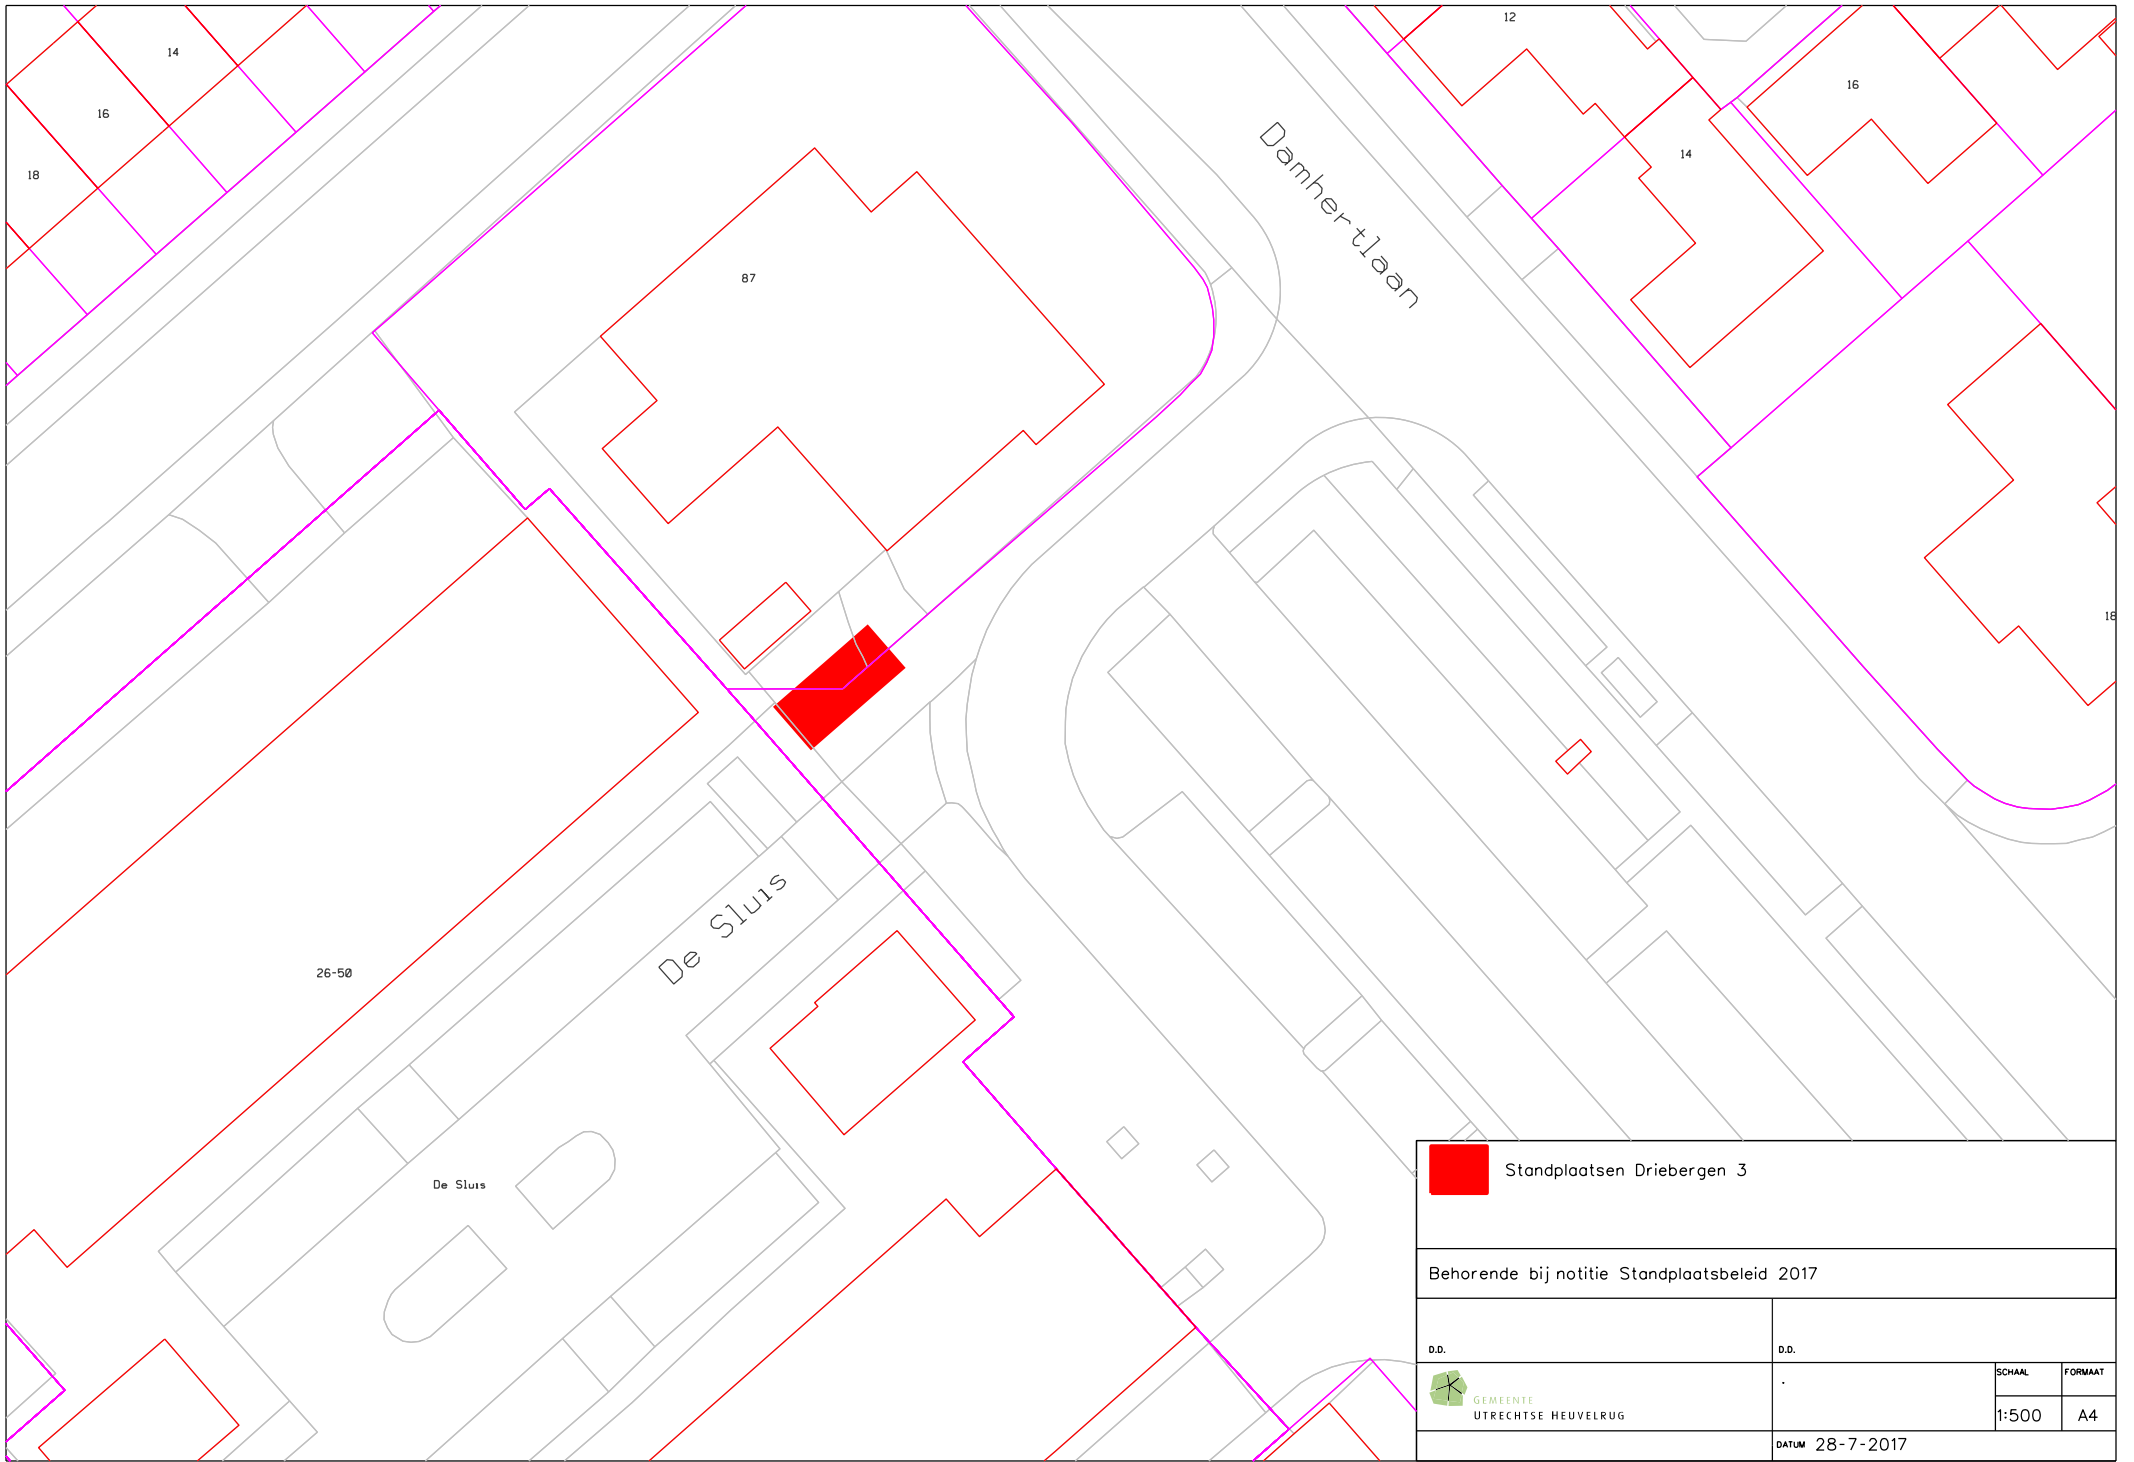 12
14
16
16
14
18
87
Damhertlaan
18
26-50
De Sluis
De Sluis
Standplaatsen Driebergen 3
Behorende bij notitie Standplaatsbeleid 2017
D.D.
D.D.
SCHAAL
FORMAAT
GEMEENTE
UTRECHTSE HEUVELRUG
1:500
A4
DATUM 28-7-2017